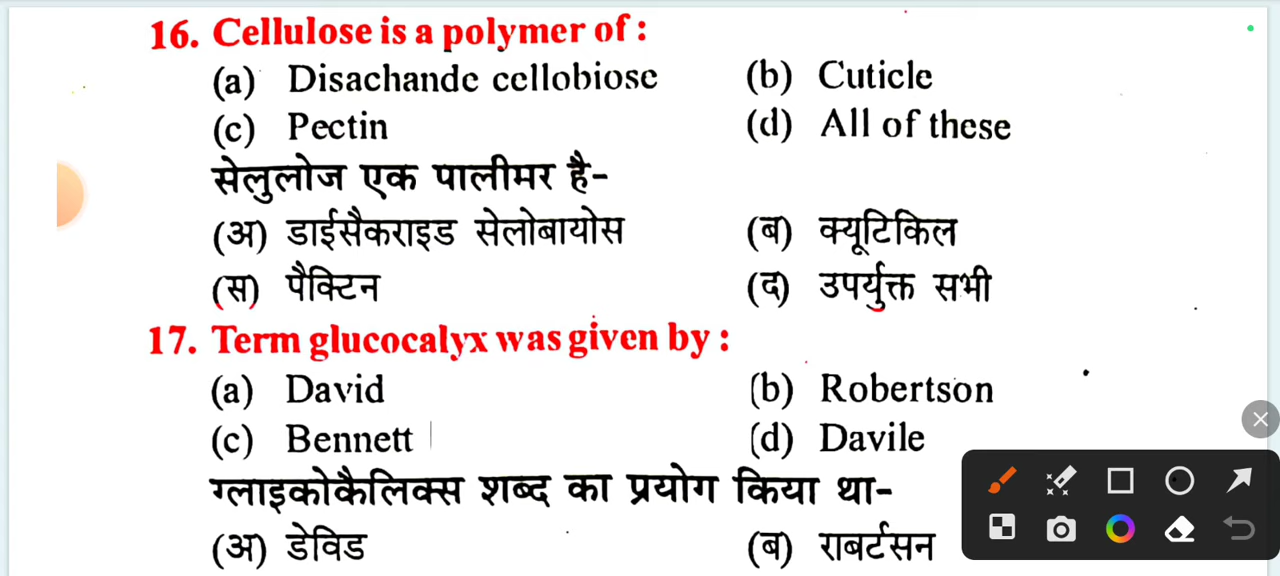 16. Cellulose is a polymer of :
(a) Disachande cellobiose (b) Cuticle
(c) Pectin (d) All of these
सेलुलोज एक पालीमर है-
(अ) डाईसैकराइड सेलोबायोस (ब) क्यूटिकिल
(स) पैक्टिन (द) उपर्युक्त सभी
17. Term glucocalyx was given by :
(a) David (b) Robertson
(c) Bennett (d) Davile
ग्लाइकोकैलिक्स शब्द का प्रयोग किया था-
(अ) डेविड (ब) राबर्टसन